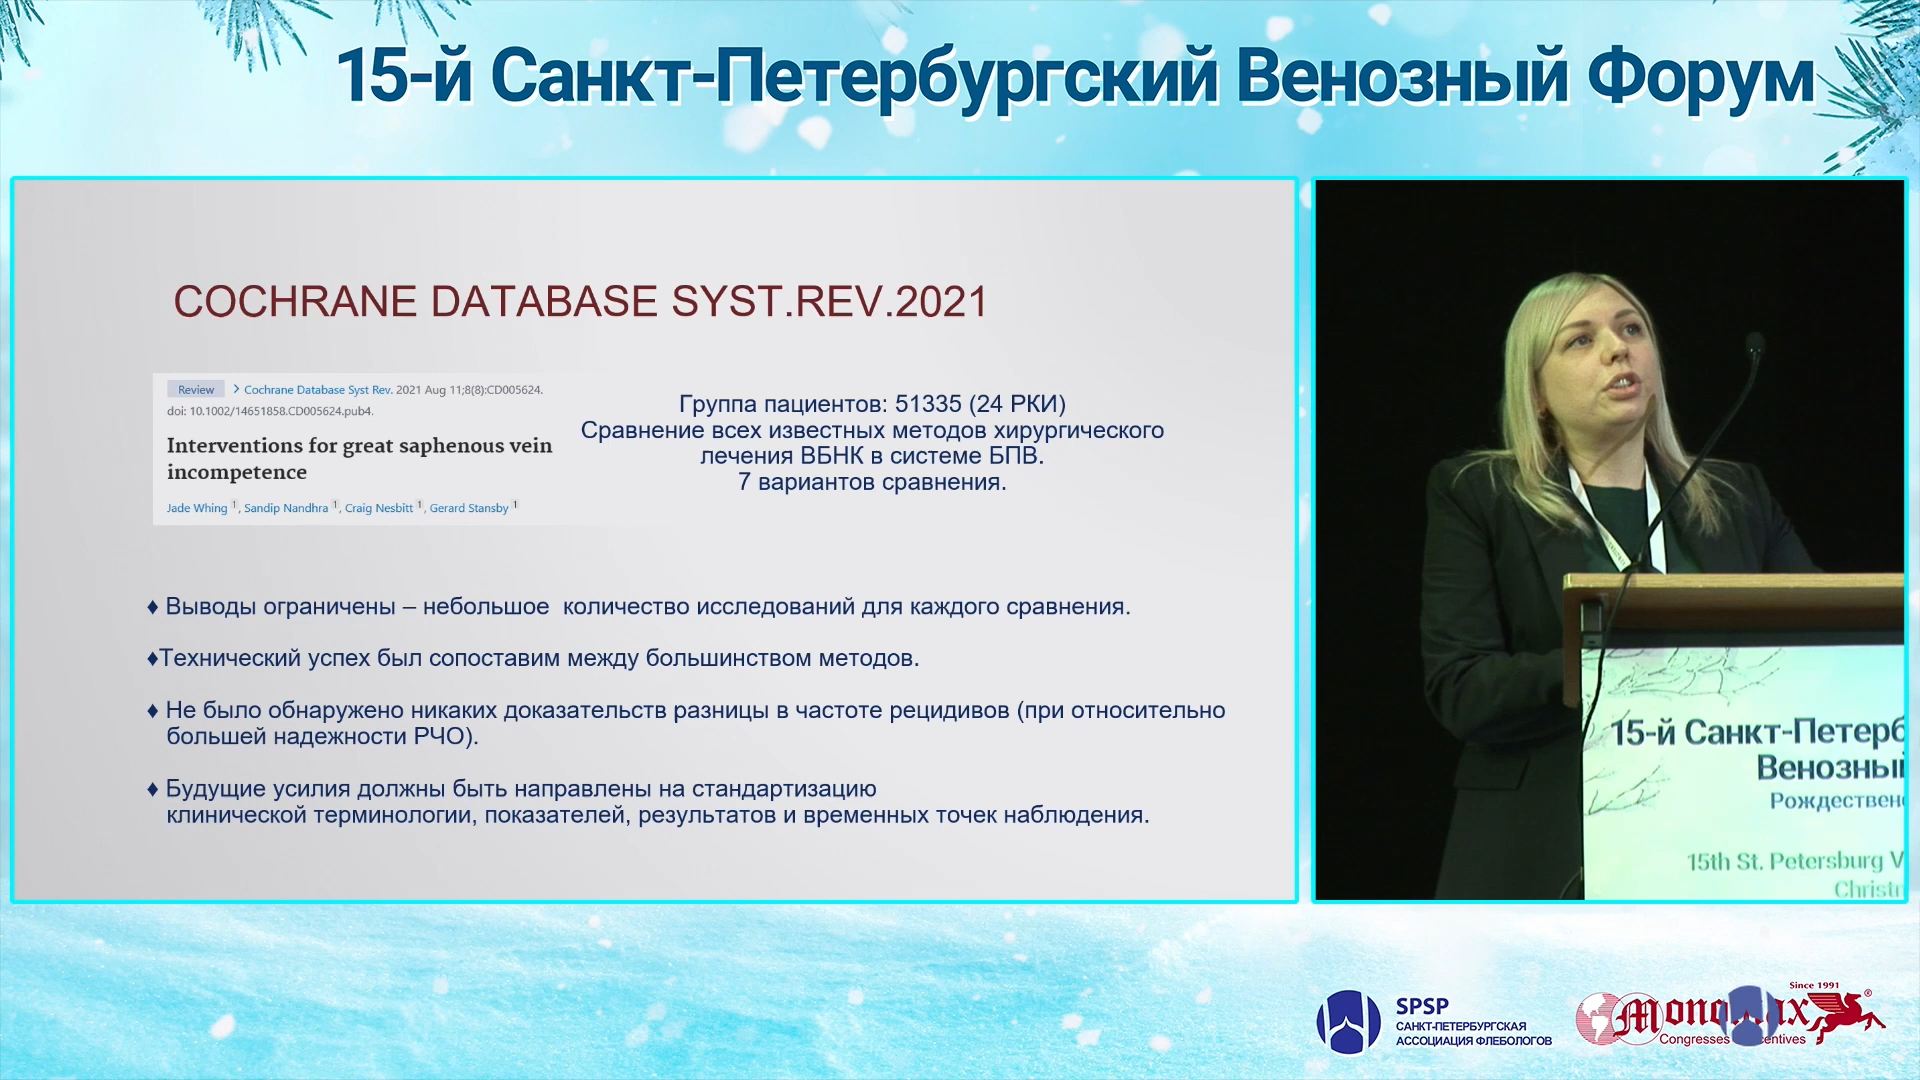 15-й Санкт-Петербургский Венозный Форум
COCHRANE DATABASE SYST.REV.2021
Review > Cochrane Database Syst Rev. 2021 Aug 11;8(8):CD005624.
doi: 10.1002/14651858.CD005624.pub4.
Interventions for great saphenous vein
incompetence
Jade Whing 1, Sandip Nandhra 1, Craig Nesbitt 1, Gerard Stansby 1
Группа пациентов: 51335 (24 РКИ)
Сравнение всех известных методов хирургического
лечения ВБНК в системе БПВ.
7 вариантов сравнения.
♦ Выводы ограничены – небольшое количество исследований для каждого сравнения.
♦Технический успех был сопоставим между большинством методов.
♦ Не было обнаружено никаких доказательств разницы в частоте рецидивов (при относительно
большей надежности РЧО).
♦ Будущие усилия должны быть направлены на стандартизацию
клинической терминологии, показателей, результатов и временных точек наблюдения.
15-й Санкт-Петерб
Венозны
Рождествен
15th St. Petersburg V
Christ
SPSP
САНКТ-ПЕТЕРБУРГСКАЯ
АССОЦИАЦИЯ ФЛЕБОЛОГОВ
Since 1991
Congresses